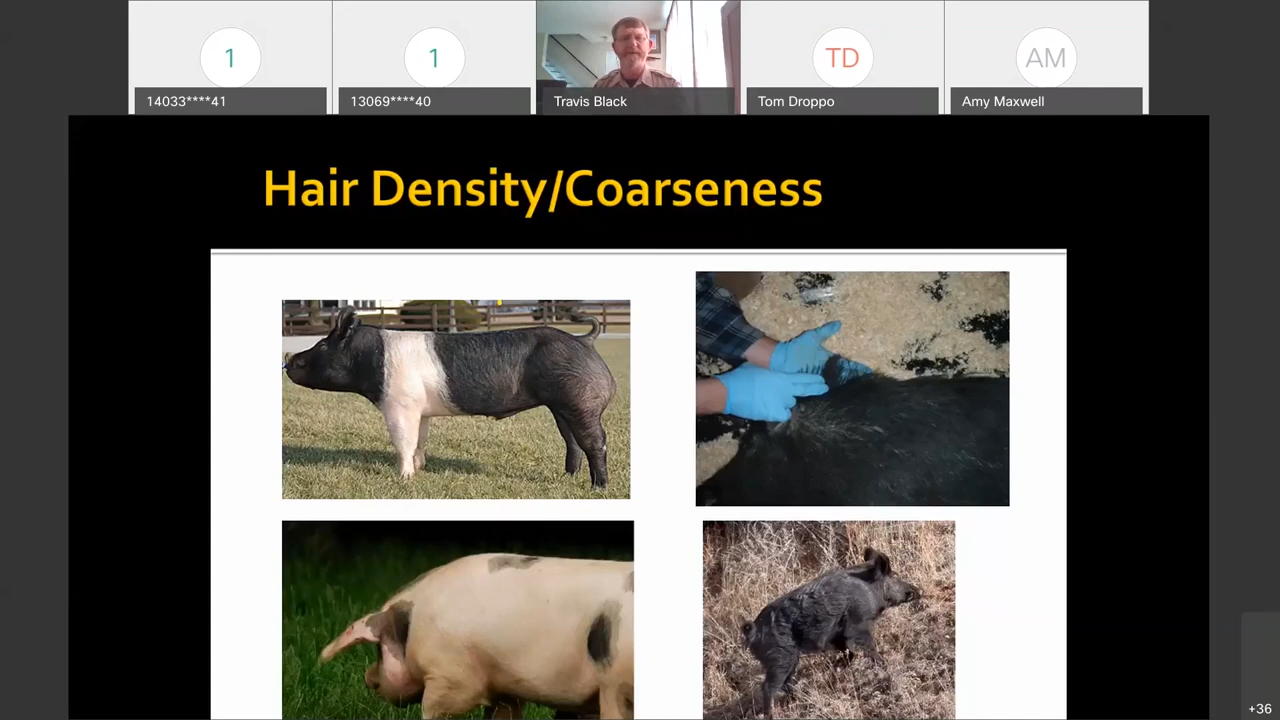 1
1
TD
AM
14033****41
13069****40
Travis Black
Tom Droppo
Amy Maxwell
Hair Density/Coarseness
+36